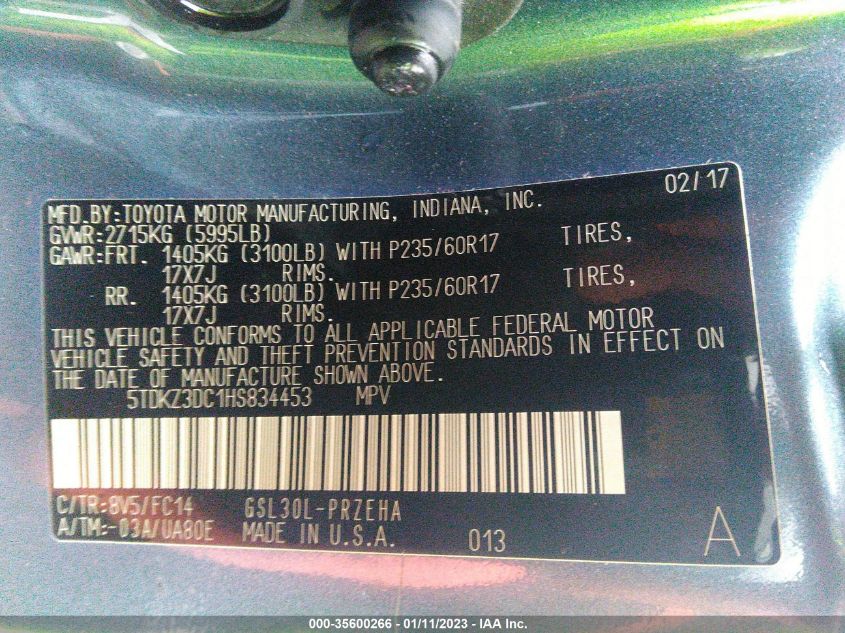 02/17
MFD.BY:TOYOTA MOTOR MANUFACTURING, INDIANA, INC.
GVWR:2715KG (5995LB)
GAWR:FRT. 1405KG (3100LB) WITH P235/60R17 TIRES,
17X7J RIMS.
RR. 1405KG (3100LB) WITH P235/60R17 TIRES,
17X7J RIMS.
THIS VEHICLE CONFORMS TO ALL APPLICABLE FEDERAL MOTOR
VEHICLE SAFETY AND THEFT PREVENTION STANDARDS IN EFFECT ON
THE DATE OF MANUFACTURE SHOWN ABOVE.
5TDKZ3DC1HS834453 MPV
C/TR:8V5/FC14 GSL30L-PRZEHA
A/TM:-03A/UA80E MADE IN U.S.A. 013 A
000-35600266 - 01/11/2023 - IAA Inc.